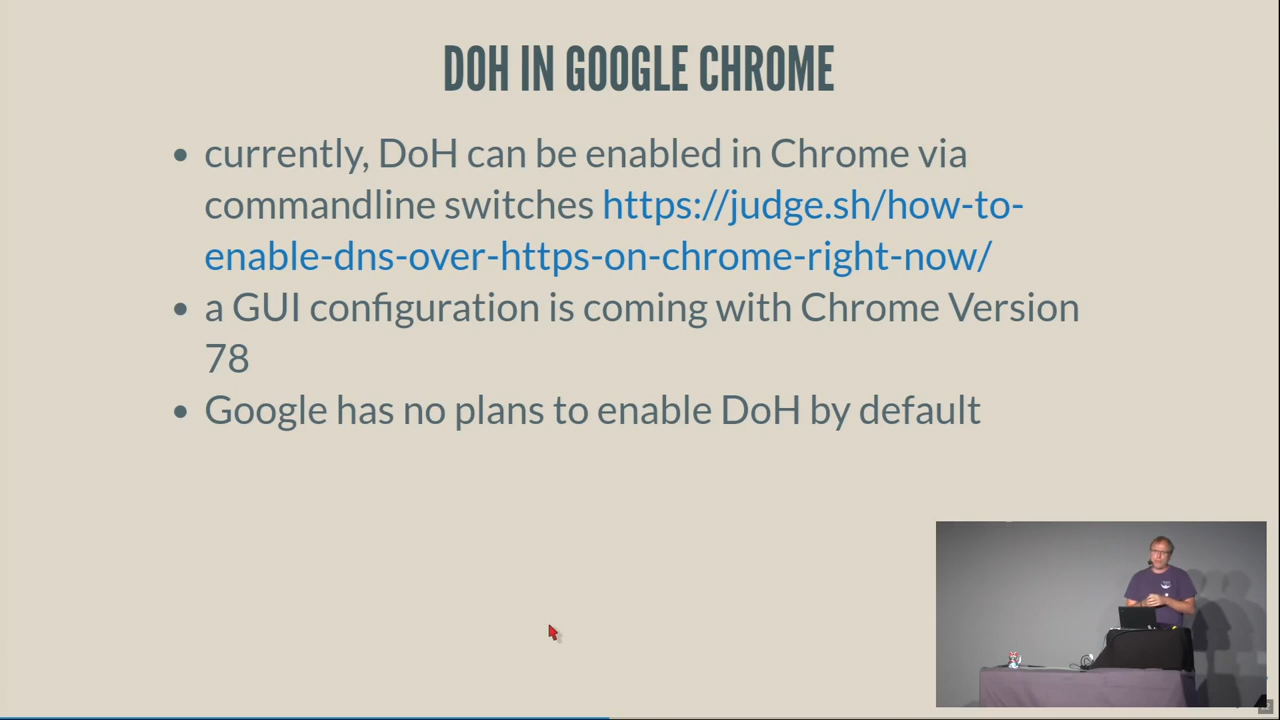 DOH IN GOOGLE CHROME
• currently, DoH can be enabled in Chrome via
commandline switches https://judge.sh/how-to-
enable-dns-over-https-on-chrome-right-now/
• a GUI configuration is coming with Chrome Version
78
• Google has no plans to enable DoH by default